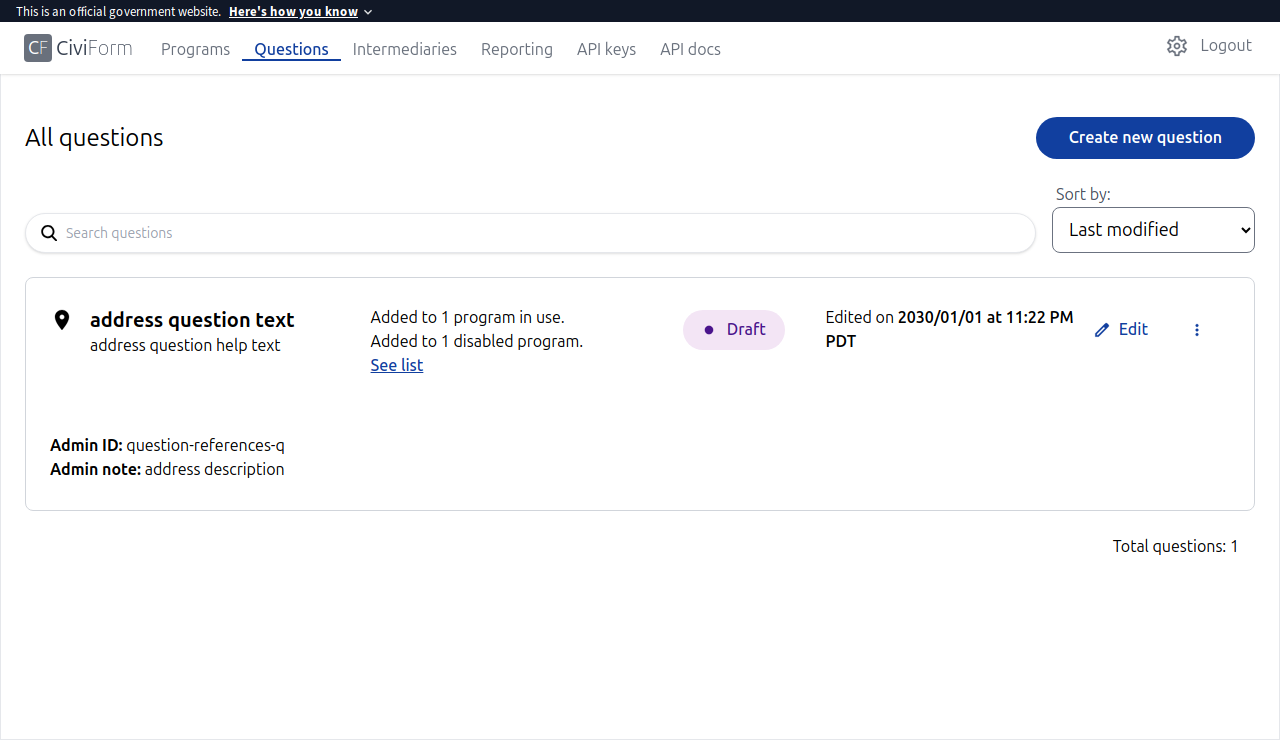 This is an official government website. Here's how you know
CF CiviForm Programs Questions Intermediaries Reporting API keys API docs Logout
All questions
Create new question
Sort by:
Search questions
Last modified
address question text
address question help text
Added to 1 program in use.
Added to 1 disabled program.
See list
Draft
Edited on 2030/01/01 at 11:22 PM
PDT
Edit
Admin ID: question-references-q
Admin note: address description
Total questions: 1